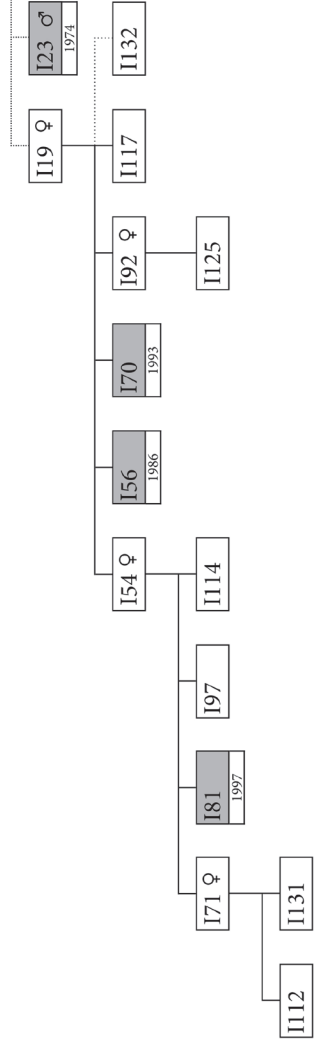 I23 ♂
1974
I19 ♀
I132
I117
I92 ♀
I125
I70
1993
I56
1986
I54 ♀
I114
I97
I81
1997
I71 ♀
I131
I112